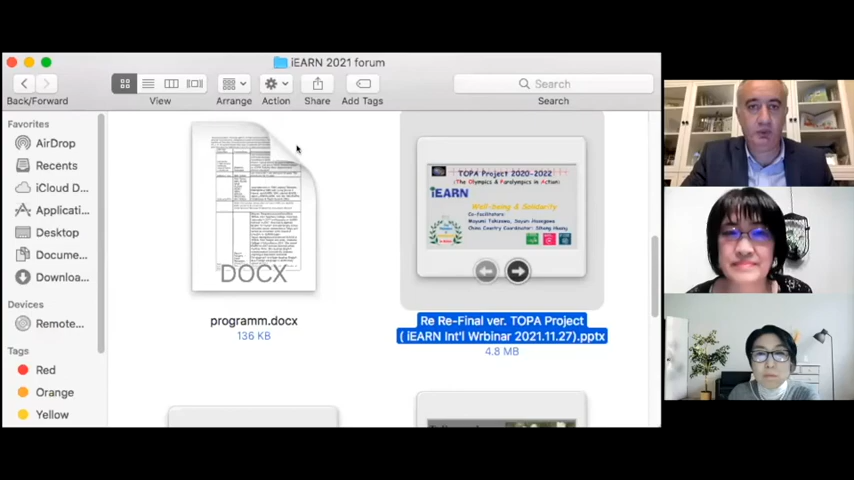 iEARN 2021 forum
Search
Back/Forward
View
Arrange
Action
Share
Add Tags
Search
Favorites
AirDrop
Recents
iCloud D...
Applicati...
Desktop
Docume...
Downloa...
Devices
Remote...
Tags
Red
Orange
Yellow
DOCX
programm.docx
136 KB
TOPA Project 2020-2022
:The Olympics & Paralympics in Action:
iEARN
Well-being & Solidarity
Co-Facilitators:
Re Re-Final ver. TOPA Project
( iEARN Int'l Wrbinar 2021.11.27).pptx
4.8 MB